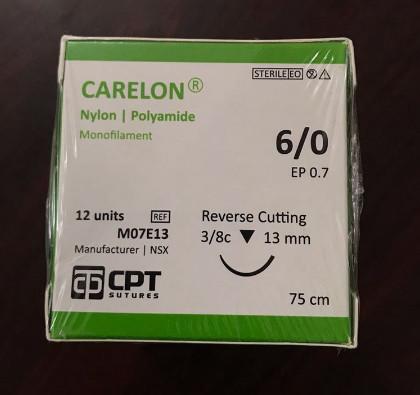 STERILE EO
CARELON®
Nylon | Polyamide
Monofilament
6/0
EP 0.7
12 units REF
M07E13
Manufacturer | NSX
Reverse Cutting
3/8c 13 mm
CPT
SUTURES
75 cm